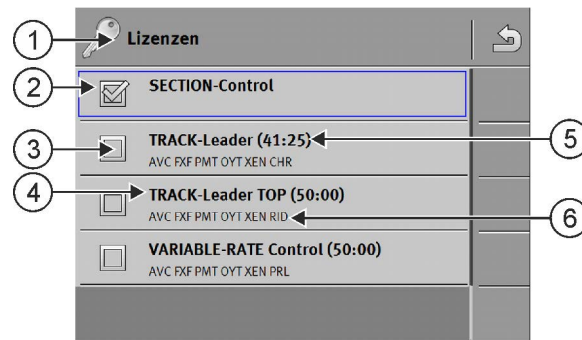 1
Lizenzen
2
SECTION-Control
3
TRACK-Leader (41:25)
5
AVC FXF PMT OYT XEN CHR
4
TRACK-Leader TOP (50:00)
AVC FXF PMT OYT XEN RID
6
VARIABLE-RATE Control (50:00)
AVC FXF PMT OYT XEN PRL